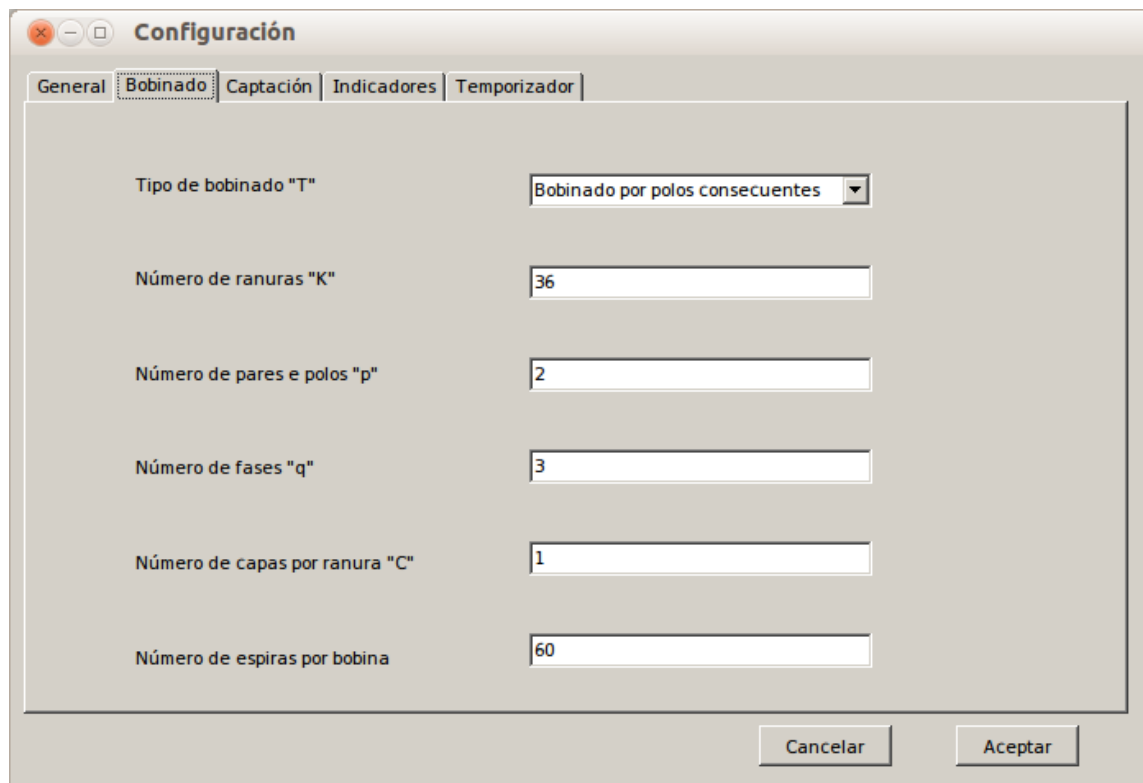 Configuración
General Bobinado Captación Indicadores Temporizador
Tipo de bobinado "T" Bobinado por polos consecuentes
Número de ranuras "K" 36
Número de pares e polos "p" 2
Número de fases "q" 3
Número de capas por ranura "C" 1
Número de espiras por bobina 60
Cancelar Aceptar